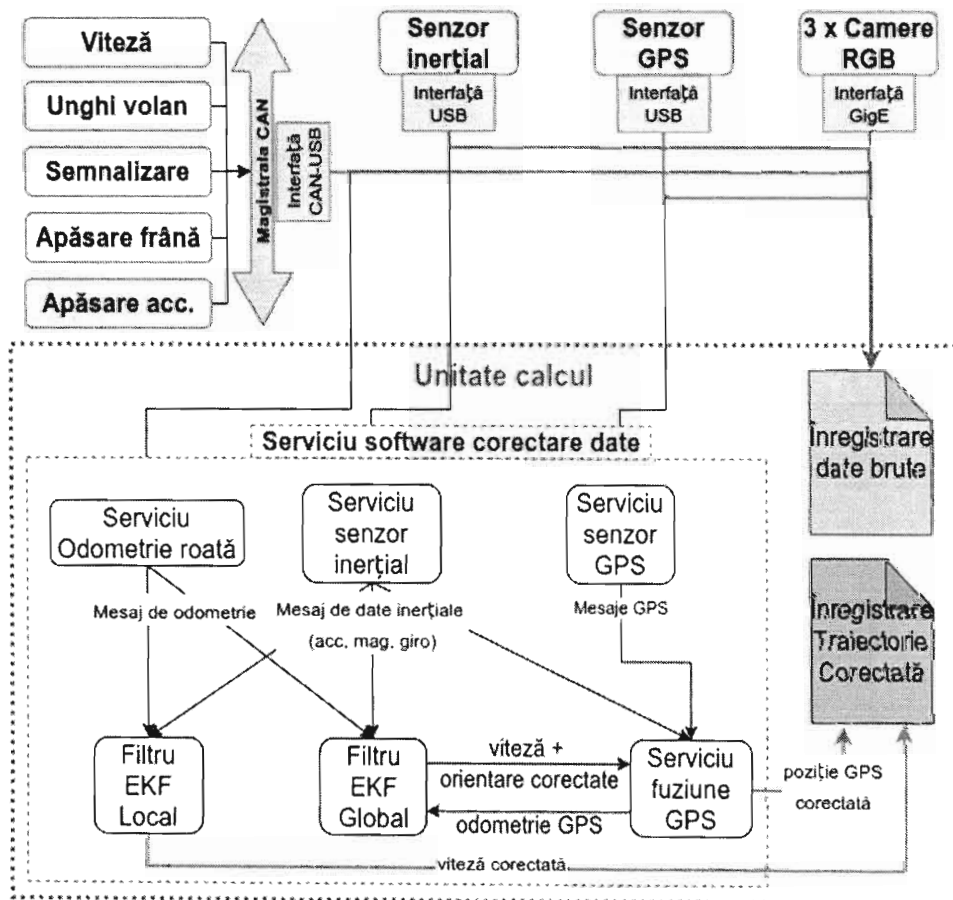 Viteză
Unghi volan
Semnalizare
Apăsare frână
Apăsare acc.
Magistrala CAN
Interfață
CAN-USB
Senzor
inerțial
Interfață
USB
Senzor
GPS
Interfață
USB
3 x Camere
RGB
Interfață
GigE
Unitate calcul
Serviciu software corectare date
Înregistrare
date brute
Serviciu
Odometrie roată
Serviciu
senzor
inerțial
Serviciu
senzor
GPS
Mesaj de odometrie
Mesaj de date inerțiale
(acc, mag, giro)
Mesaje GPS
Înregistrare
Traiectorie
Corectată
Filtru
EKF
Local
Filtru
EKF
Global
viteză +
orientare corectate
odometrie GPS
Serviciu
fuziune
GPS
poziție GPS
corectată
viteză corectată